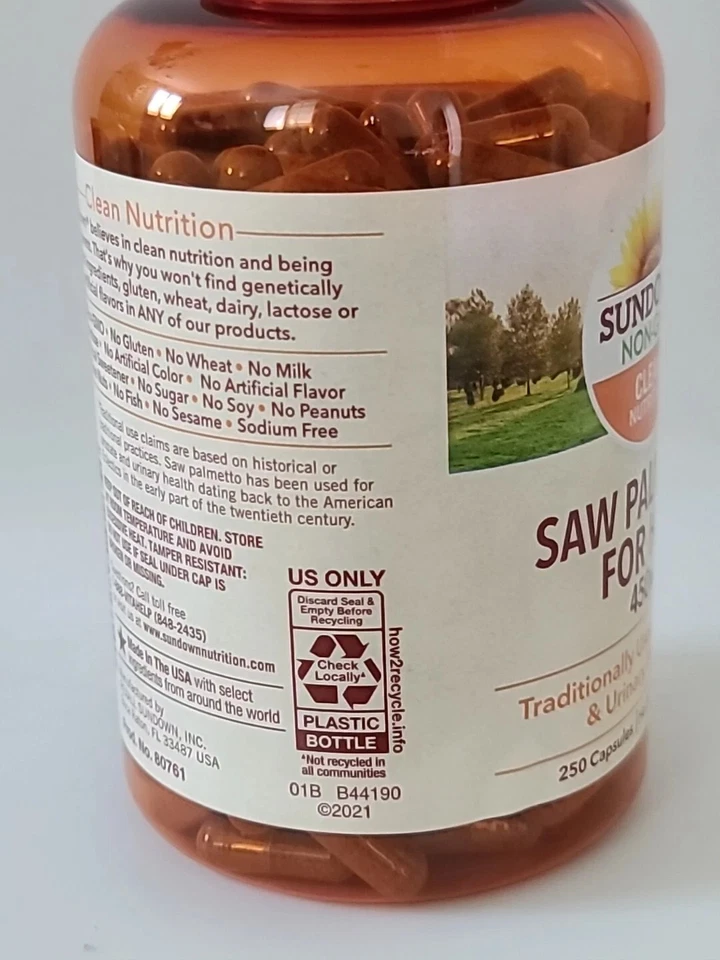 Clean Nutrition
believes in clean nutrition and being
That's why you won't find genetically
gluten, wheat, dairy, lactose or
flavors in ANY of our products.
No Gluten • No Wheat • No Milk
No Artificial Color • No Artificial Flavor
Sweetener • No Sugar • No Soy • No Peanuts
No Fish • No Sesame • Sodium Free
use claims are based on historical or
practices. Saw palmetto has been used for
and urinary health dating back to the American
in the early part of the twentieth century.
OUT OF REACH OF CHILDREN. STORE
TEMPERATURE AND AVOID
HEAT. TAMPER RESISTANT:
USE IF SEAL UNDER CAP IS
OR MISSING.
Call toll free
(848-2435)
us at www.sundownnutrition.com
Made In The USA with select
ingredients from around the world
by
SUNDOWN, INC.
FL 33487 USA
No. 80761
US ONLY
Discard Seal &
Empty Before
Recycling
Check
Locally*
PLASTIC
BOTTLE
how2recycle.info
*Not recycled in
all communities
01B B44190
©2021
SAW
FOR
Traditionally
&
250 Capsules